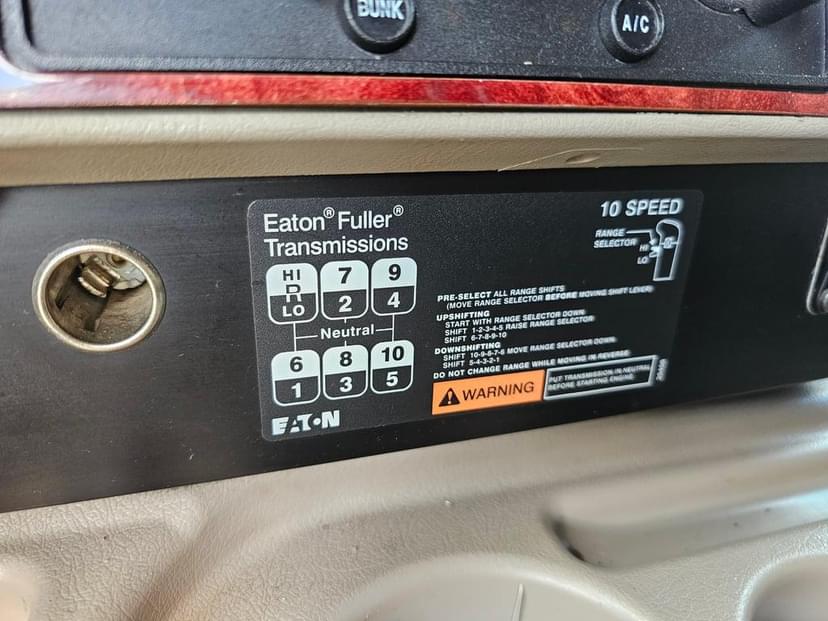 BUNK
A/C
Eaton® Fuller®
Transmissions
10 SPEED
RANGE
SELECTOR
HI
LO
HI 7 9
R
LO 2 4
Neutral
6 8 10
1 3 5
EATON
PRE-SELECT ALL RANGE SHIFTS
(MOVE RANGE SELECTOR BEFORE MOVING SHIFT LEVER)
UPSHIFTING
START WITH RANGE SELECTOR DOWN
SHIFT 1-2-3-4-5 RAISE RANGE SELECTOR
SHIFT 6-7-8-9-10
DOWNSHIFTING
SHIFT 10-9-8-7-6 MOVE RANGE SELECTOR DOWN
SHIFT 5-4-3-2-1
DO NOT CHANGE RANGE WHILE MOVING IN REVERSE
WARNING
PUT TRANSMISSION IN NEUTRAL
BEFORE STARTING ENGINE